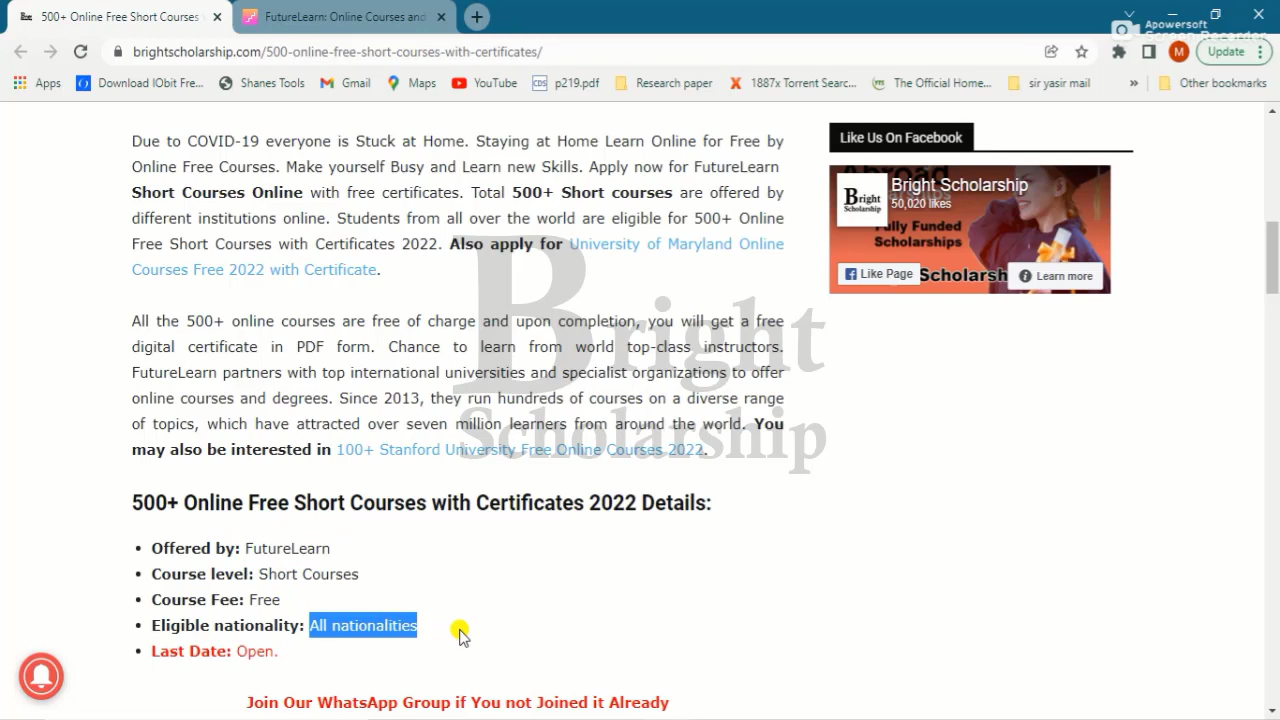 500+ Online Free Short Courses
FutureLearn: Online Courses and
Apowersoft
Screen Recorder
brightscholarship.com/500-online-free-short-courses-with-certificates/
M
Update
Apps
Download IObit Fre...
Shanes Tools
Gmail
Maps
YouTube
CDS
p219.pdf
Research paper
1887x Torrent Searc...
The Official Home...
sir yasir mail
»
Other bookmarks
Due to COVID-19 everyone is Stuck at Home. Staying at Home Learn Online for Free by
Online Free Courses. Make yourself Busy and Learn new Skills. Apply now for FutureLearn
Short Courses Online with free certificates. Total 500+ Short courses are offered by
different institutions online. Students from all over the world are eligible for 500+ Online
Free Short Courses with Certificates 2022. Also apply for University of Maryland Online
Courses Free 2022 with Certificate.
All the 500+ online courses are free of charge and upon completion, you will get a free
digital certificate in PDF form. Chance to learn from world top-class instructors.
FutureLearn partners with top international universities and specialist organizations to offer
online courses and degrees. Since 2013, they run hundreds of courses on a diverse range
of topics, which have attracted over seven million learners from around the world. You
may also be interested in 100+ Stanford University Free Online Courses 2022.
Bright
Scholarship
500+ Online Free Short Courses with Certificates 2022 Details:
• Offered by: FutureLearn
• Course level: Short Courses
• Course Fee: Free
• Eligible nationality: All nationalities
• Last Date: Open.
Join Our WhatsApp Group if You not Joined it Already
Like Us On Facebook
Bright
Scholarship
Bright Scholarship
50,020 likes
Fully Funded
Scholarships
Like Page
Scholarsh
Learn more